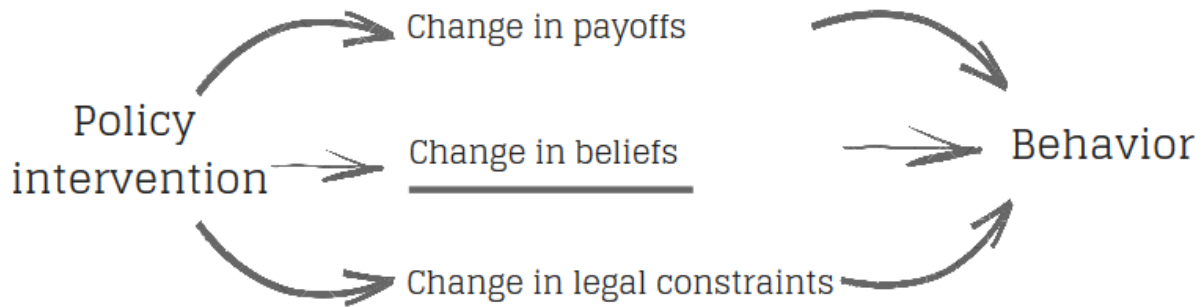 Change in payoffs
Policy
intervention
Change in beliefs
Behavior
Change in legal constraints